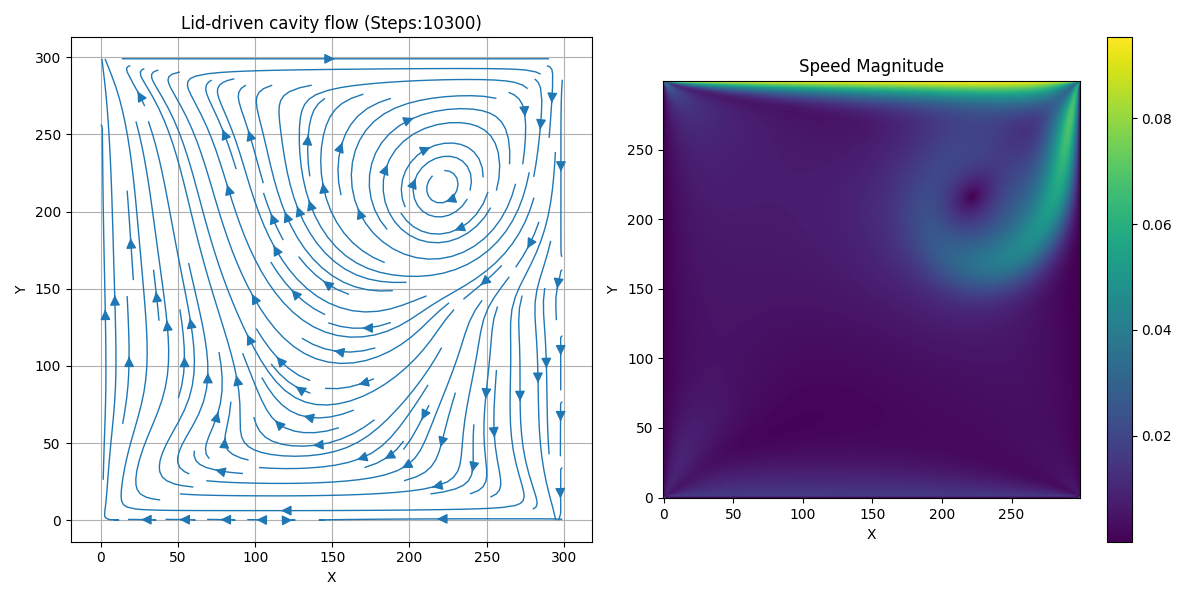 Lid-driven cavity flow (Steps:10300)
300
250
200
150
100
50
0
0 50 100 150 200 250 300
X
Y
Speed Magnitude
250
200
150
100
50
0
0 50 100 150 200 250
X
Y
0.08
0.06
0.04
0.02